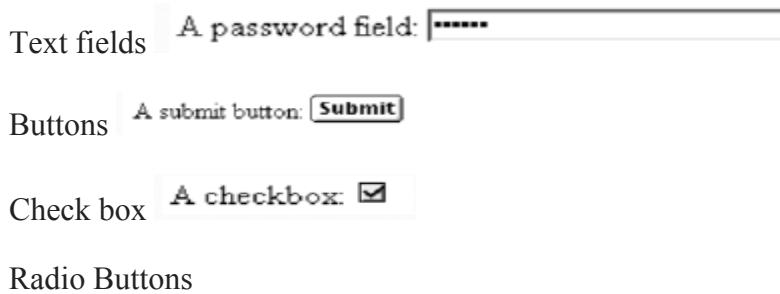 Text fields A password field: ••••••
Buttons A submit button: Submit
Check box A checkbox:
Radio Buttons